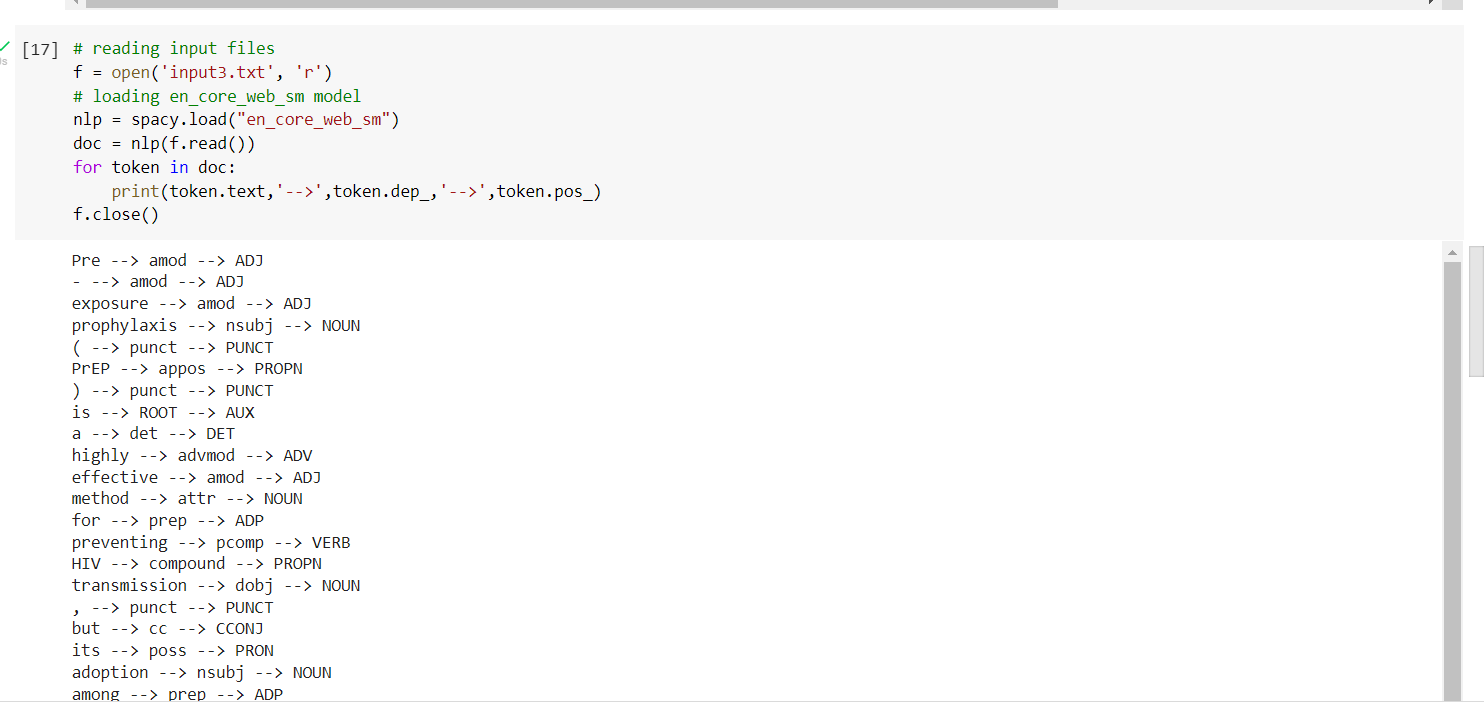 [17] # reading input files
f = open('input3.txt', 'r')
# loading en_core_web_sm model
nlp = spacy.load("en_core_web_sm")
doc = nlp(f.read())
for token in doc:
    print(token.text,'-->',token.dep_,'-->',token.pos_)
f.close()
Pre --> amod --> ADJ
- --> amod --> ADJ
exposure --> amod --> ADJ
prophylaxis --> nsubj --> NOUN
( --> punct --> PUNCT
PrEP --> appos --> PROPN
) --> punct --> PUNCT
is --> ROOT --> AUX
a --> det --> DET
highly --> advmod --> ADV
effective --> amod --> ADJ
method --> attr --> NOUN
for --> prep --> ADP
preventing --> pcomp --> VERB
HIV --> compound --> PROPN
transmission --> dobj --> NOUN
, --> punct --> PUNCT
but --> cc --> CCONJ
its --> poss --> PRON
adoption --> nsubj --> NOUN
among --> prep --> ADP